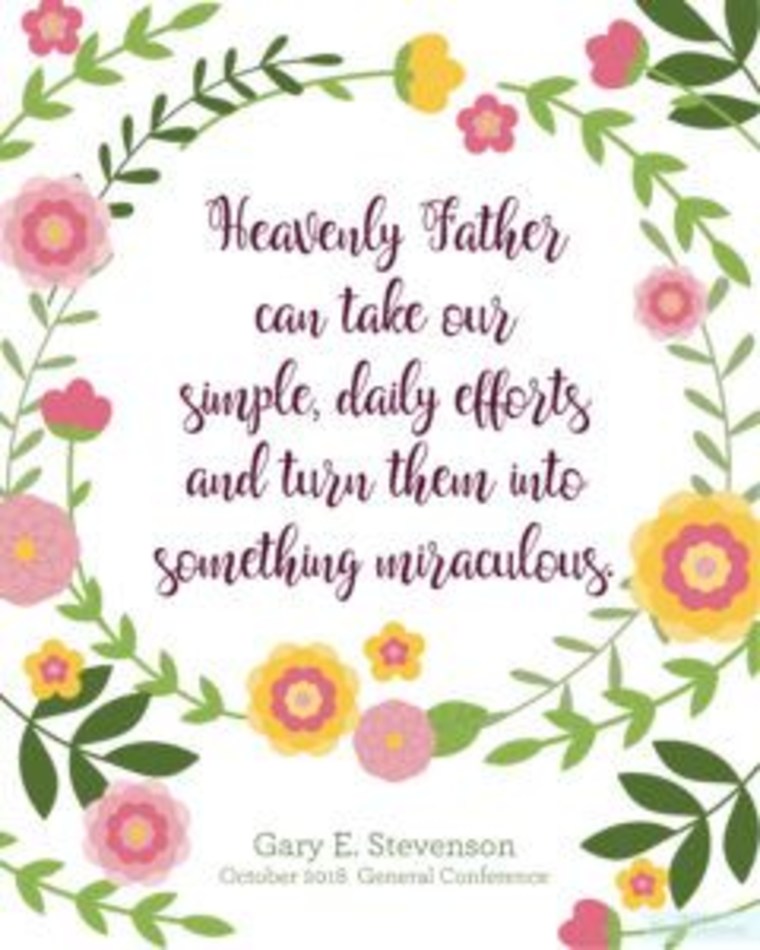 Heavenly Father
can take our
simple, daily efforts
and turn them into
something miraculous.
Gary E. Stevenson
October 2018 General Conference